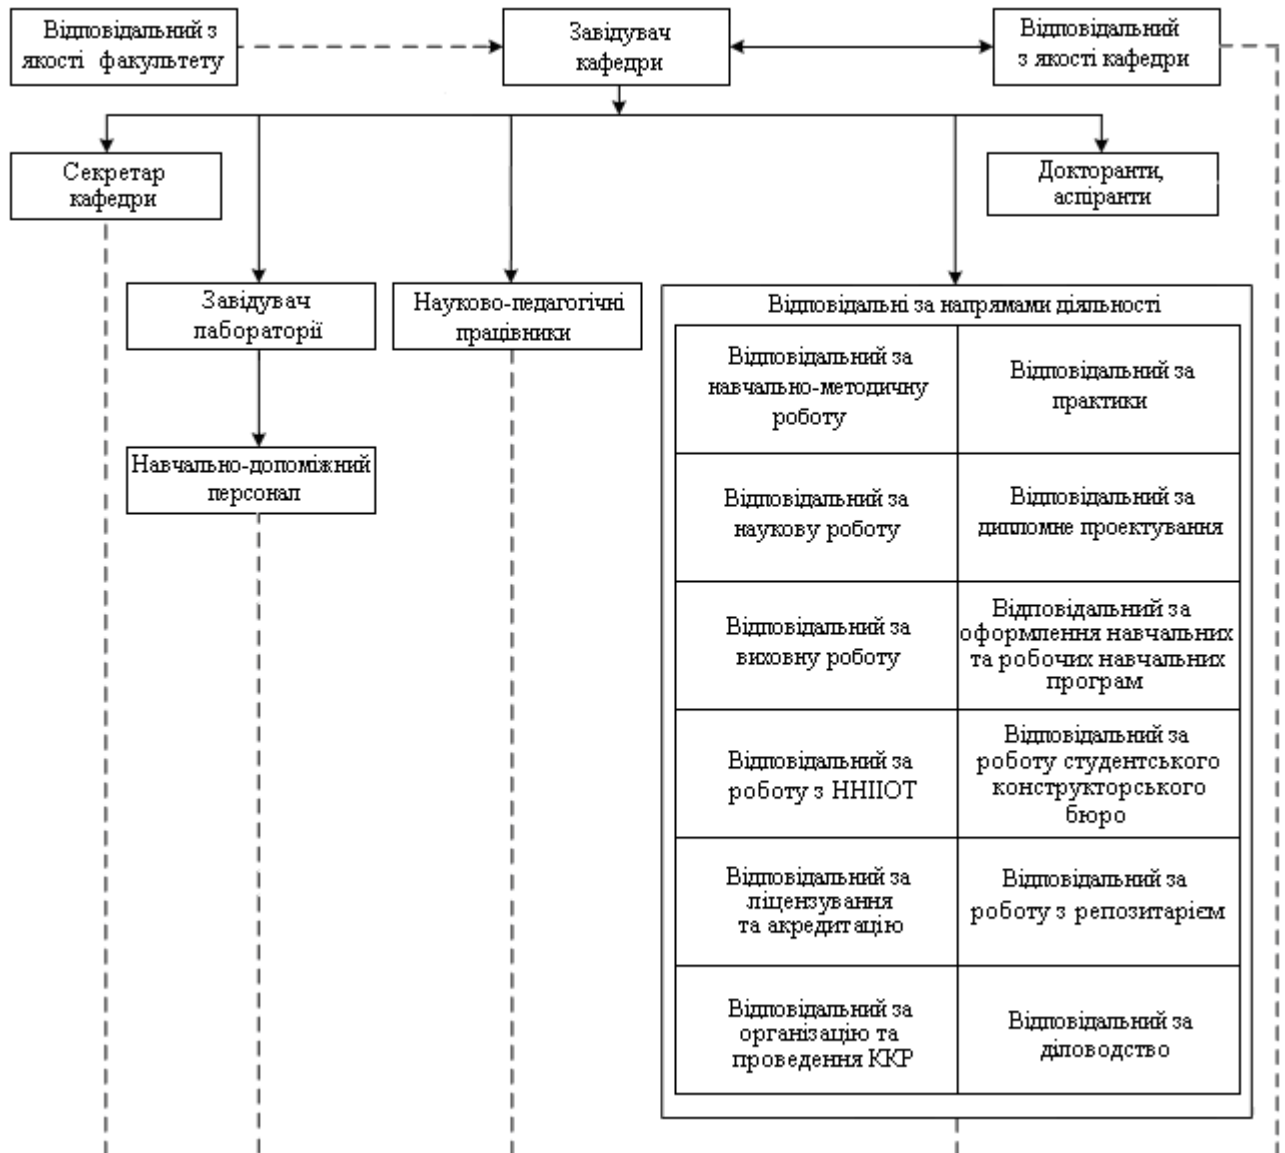 Відповідальний з
якості факультету
Завідувач
кафедри
Відповідальний
з якості кафедри
Секретар
кафедри
Докторанти,
аспіранти
Завідувач
лабораторії
Науково-педагогічні
працівники
Навчально-допоміжний
персонал
Відповідальні за напрямами діяльності
Відповідальний за
навчально-методичну
роботу
Відповідальний за
практики
Відповідальний за
наукову роботу
Відповідальний за
дипломне проектування
Відповідальний за
виховну роботу
Відповідальний за
оформлення навчальних
та робочих навчальних
програм
Відповідальний за
роботу з ННІІОТ
Відповідальний за
роботу студентського
конструкторського
бюро
Відповідальний за
ліцензування
та акредитацію
Відповідальний за
роботу з репозитарієм
Відповідальний за
організацію та
проведення ККР
Відповідальний за
діловодство